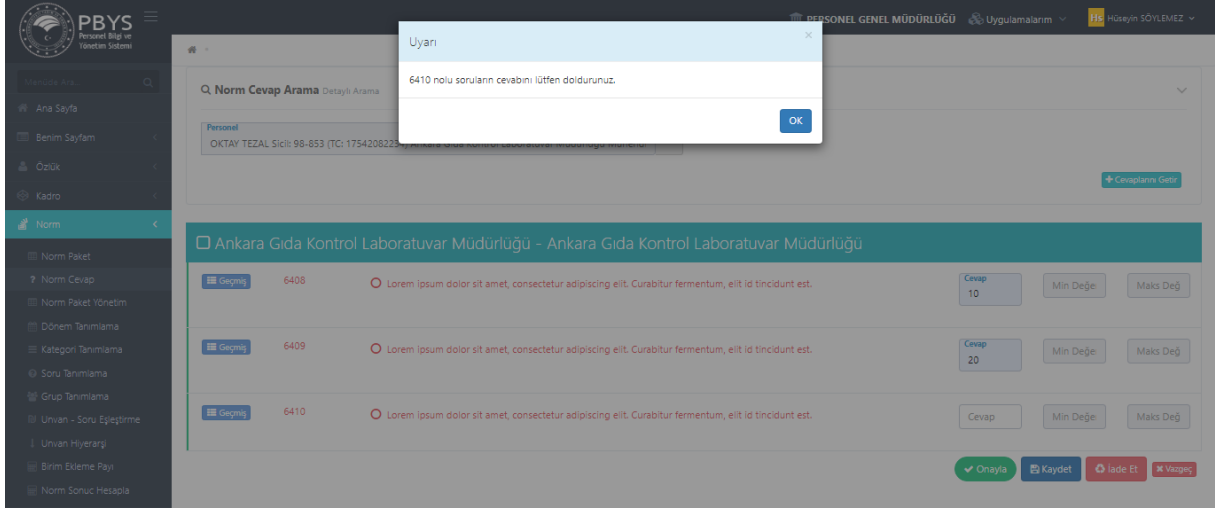 PBYS
Personel Bilgi ve
Yönetim Sistemi
PERSONEL GENEL MÜDÜRLÜĞÜ Uygulamalarım Hs Hüseyin SÖYLEMEZ
Menüde Ara...
Ana Sayfa
Benim Sayfam
Özlük
Kadro
Norm
Norm Paket
? Norm Cevap
Norm Paket Yönetim
Dönem Tanımlama
Kategori Tanımlama
Soru Tanımlama
Grup Tanımlama
Unvan - Soru Eşleştirme
Unvan Hiyerarşi
Birim Ekleme Payı
Norm Sonuc Hesapla
Uyarı ×
6410 nolu soruların cevabını lütfen doldurunuz.
OK
Norm Cevap Arama Detaylı Arama
Personel
OKTAY TEZAL Sicil: 98-853 (TC: 1754208223 Ankara Gıda Kontrol Laboratuvar Müdürlüğü Mühendi
+ Cevaplarını Getir
Ankara Gıda Kontrol Laboratuvar Müdürlüğü - Ankara Gıda Kontrol Laboratuvar Müdürlüğü
Geçmiş 6408 Lorem ipsum dolor sit amet, consectetur adipiscing elit. Curabitur fermentum, elit id tincidunt est. Cevap 10 Min Değe Maks Değ
Geçmiş 6409 Lorem ipsum dolor sit amet, consectetur adipiscing elit. Curabitur fermentum, elit id tincidunt est. Cevap 20 Min Değe Maks Değ
Geçmiş 6410 Lorem ipsum dolor sit amet, consectetur adipiscing elit. Curabitur fermentum, elit id tincidunt est. Cevap Min Değe Maks Değ
Onayla Kaydet İade Et Vazgeç